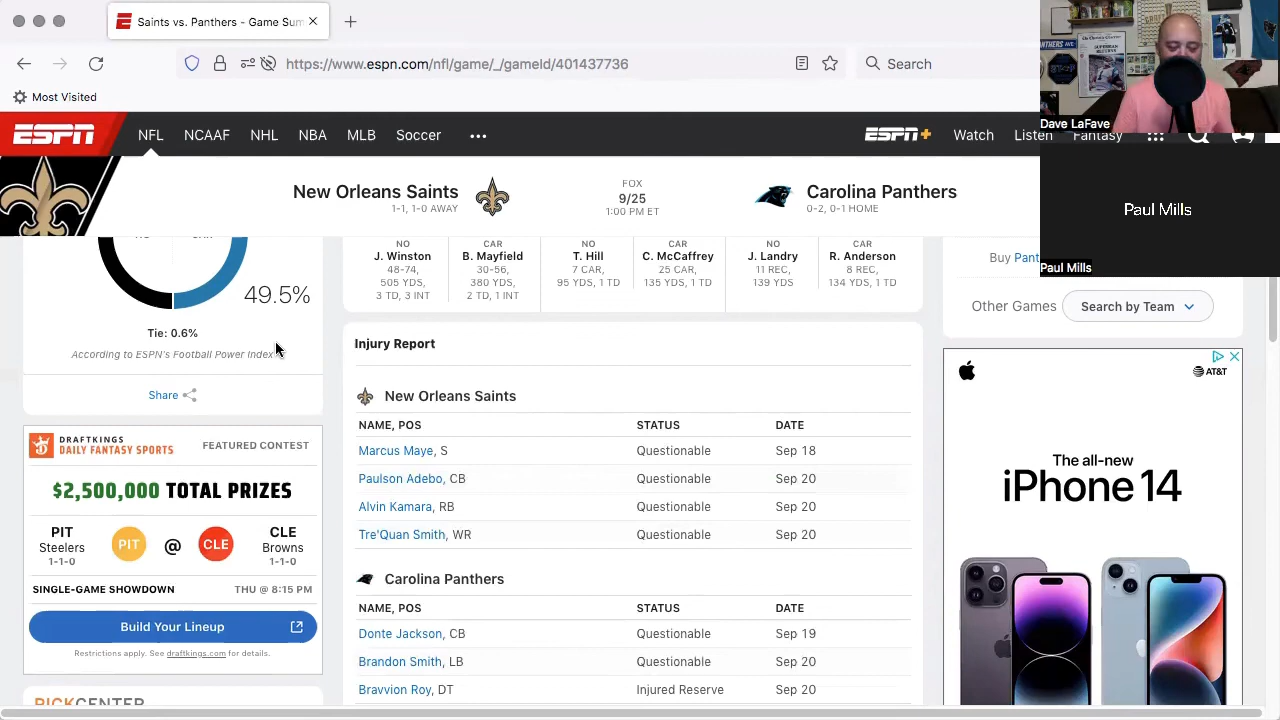 Saints vs. Panthers - Game Sum
https://www.espn.com/nfl/game/_/gameId/401437736
Search
Most Visited
ESPN
NFL
NCAAF
NHL
NBA
MLB
Soccer
ESPN+
Watch
Listen
Fantasy
Dave LaFave
New Orleans Saints
1-1, 1-0 AWAY
FOX
9/25
1:00 PM ET
Carolina Panthers
0-2, 0-1 HOME
Paul Mills
Paul Mills
49.5%
Tie: 0.6%
According to ESPN's Football Power Index
Share
NO
J. Winston
48-74,
505 YDS,
3 TD, 3 INT
CAR
B. Mayfield
30-56,
380 YDS,
2 TD, 1 INT
NO
T. Hill
7 CAR,
95 YDS, 1 TD
CAR
C. McCaffrey
25 CAR,
135 YDS, 1 TD
NO
J. Landry
11 REC,
139 YDS
CAR
R. Anderson
8 REC,
134 YDS, 1 TD
Buy Pant
Other Games
Search by Team
Injury Report
New Orleans Saints
NAME, POS STATUS DATE
Marcus Maye, S Questionable Sep 18
Paulson Adebo, CB Questionable Sep 20
Alvin Kamara, RB Questionable Sep 20
Tre'Quan Smith, WR Questionable Sep 20
Carolina Panthers
NAME, POS STATUS DATE
Donte Jackson, CB Questionable Sep 19
Brandon Smith, LB Questionable Sep 20
Bravvion Roy, DT Injured Reserve Sep 20
DRAFTKINGS
DAILY FANTASY SPORTS
FEATURED CONTEST
$2,500,000 TOTAL PRIZES
PIT
Steelers
1-1-0
PIT
@
CLE
CLE
Browns
1-1-0
SINGLE-GAME SHOWDOWN
THU @ 8:15 PM
Build Your Lineup
Restrictions apply. See draftkings.com for details.
PICKCENTER
AT&T
The all-new
iPhone 14